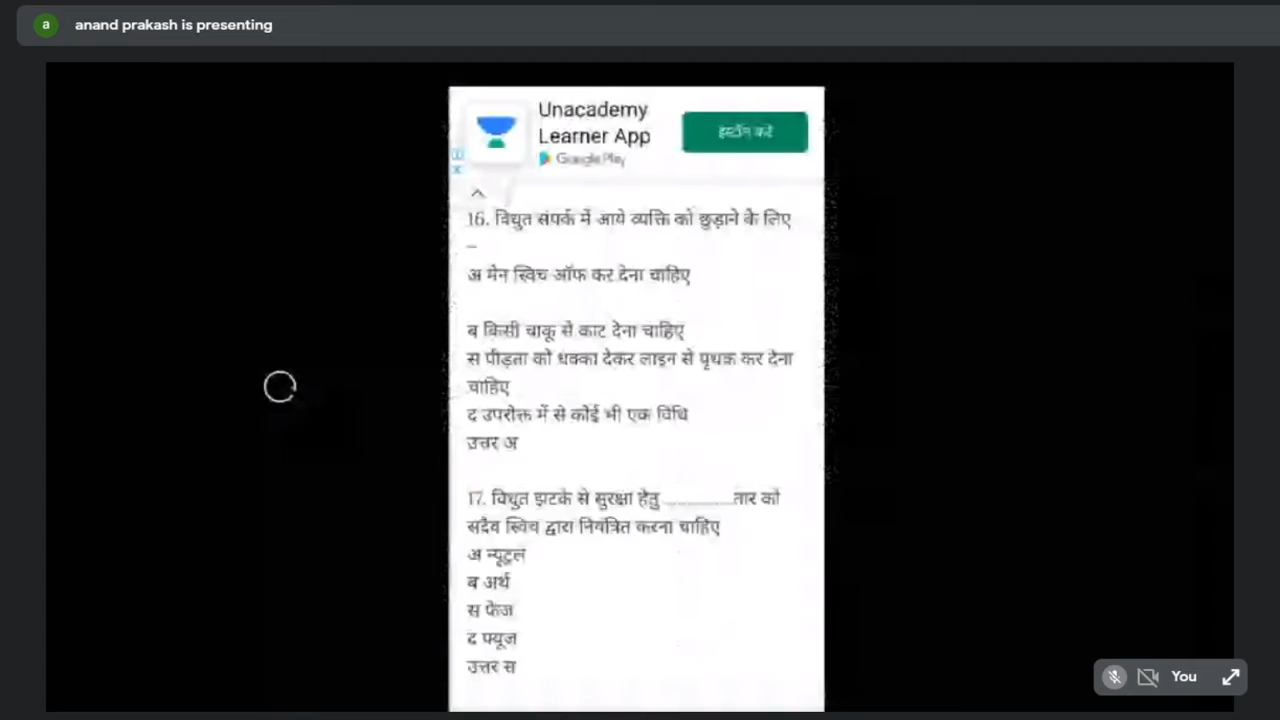 a anand prakash is presenting
Unacademy
Learner App
Google Play
इंस्टॉल करें
16. विधुत संपर्क में आये व्यक्ति को छुड़ाने के लिए
–
अ मेन स्विच ऑफ कर देना चाहिए
ब किसी चाकू से काट देना चाहिए
स पीड़ता को धक्का देकर लाइन से पृथक कर देना
चाहिए
द उपरोक्त में से कोई भी एक विधि
उत्तर अ
17. विधुत झटके से सुरक्षा हेतु ............... तार को
सदैव स्विच द्वारा नियंत्रित करना चाहिए
अ न्यूट्रल
ब अर्थ
स फेज
द फ्यूज
उत्तर स
You